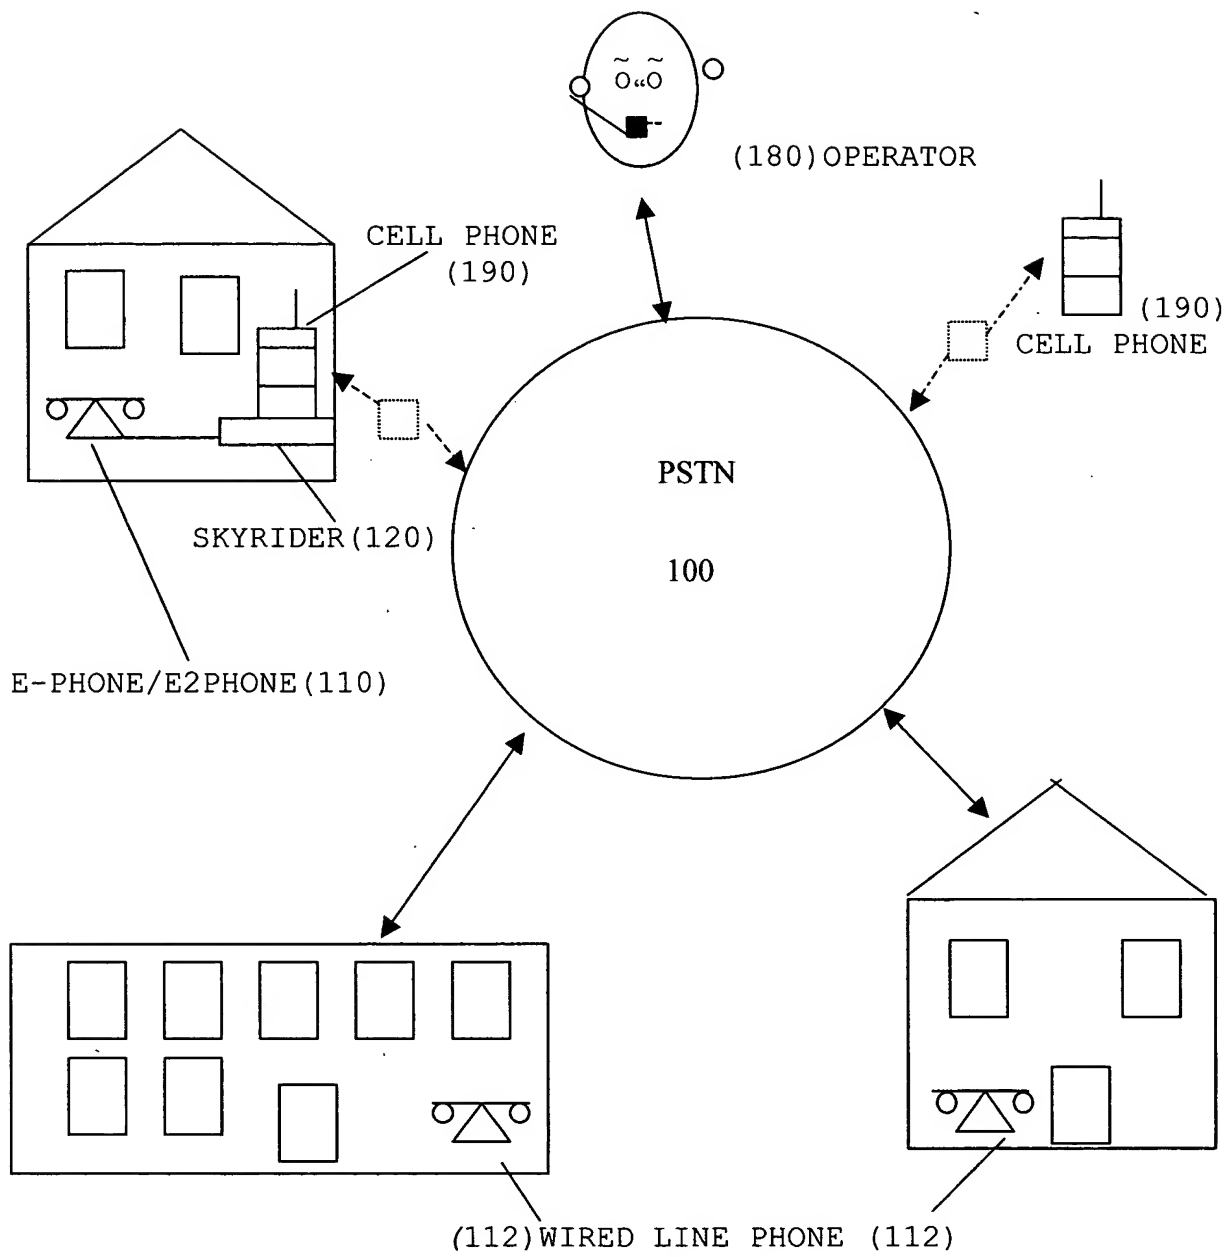 (180)OPERATOR
CELL PHONE
(190)
(190)
CELL PHONE
PSTN
100
SKYRIDER(120)
E-PHONE/E2PHONE(110)
(112)WIRED LINE PHONE (112)